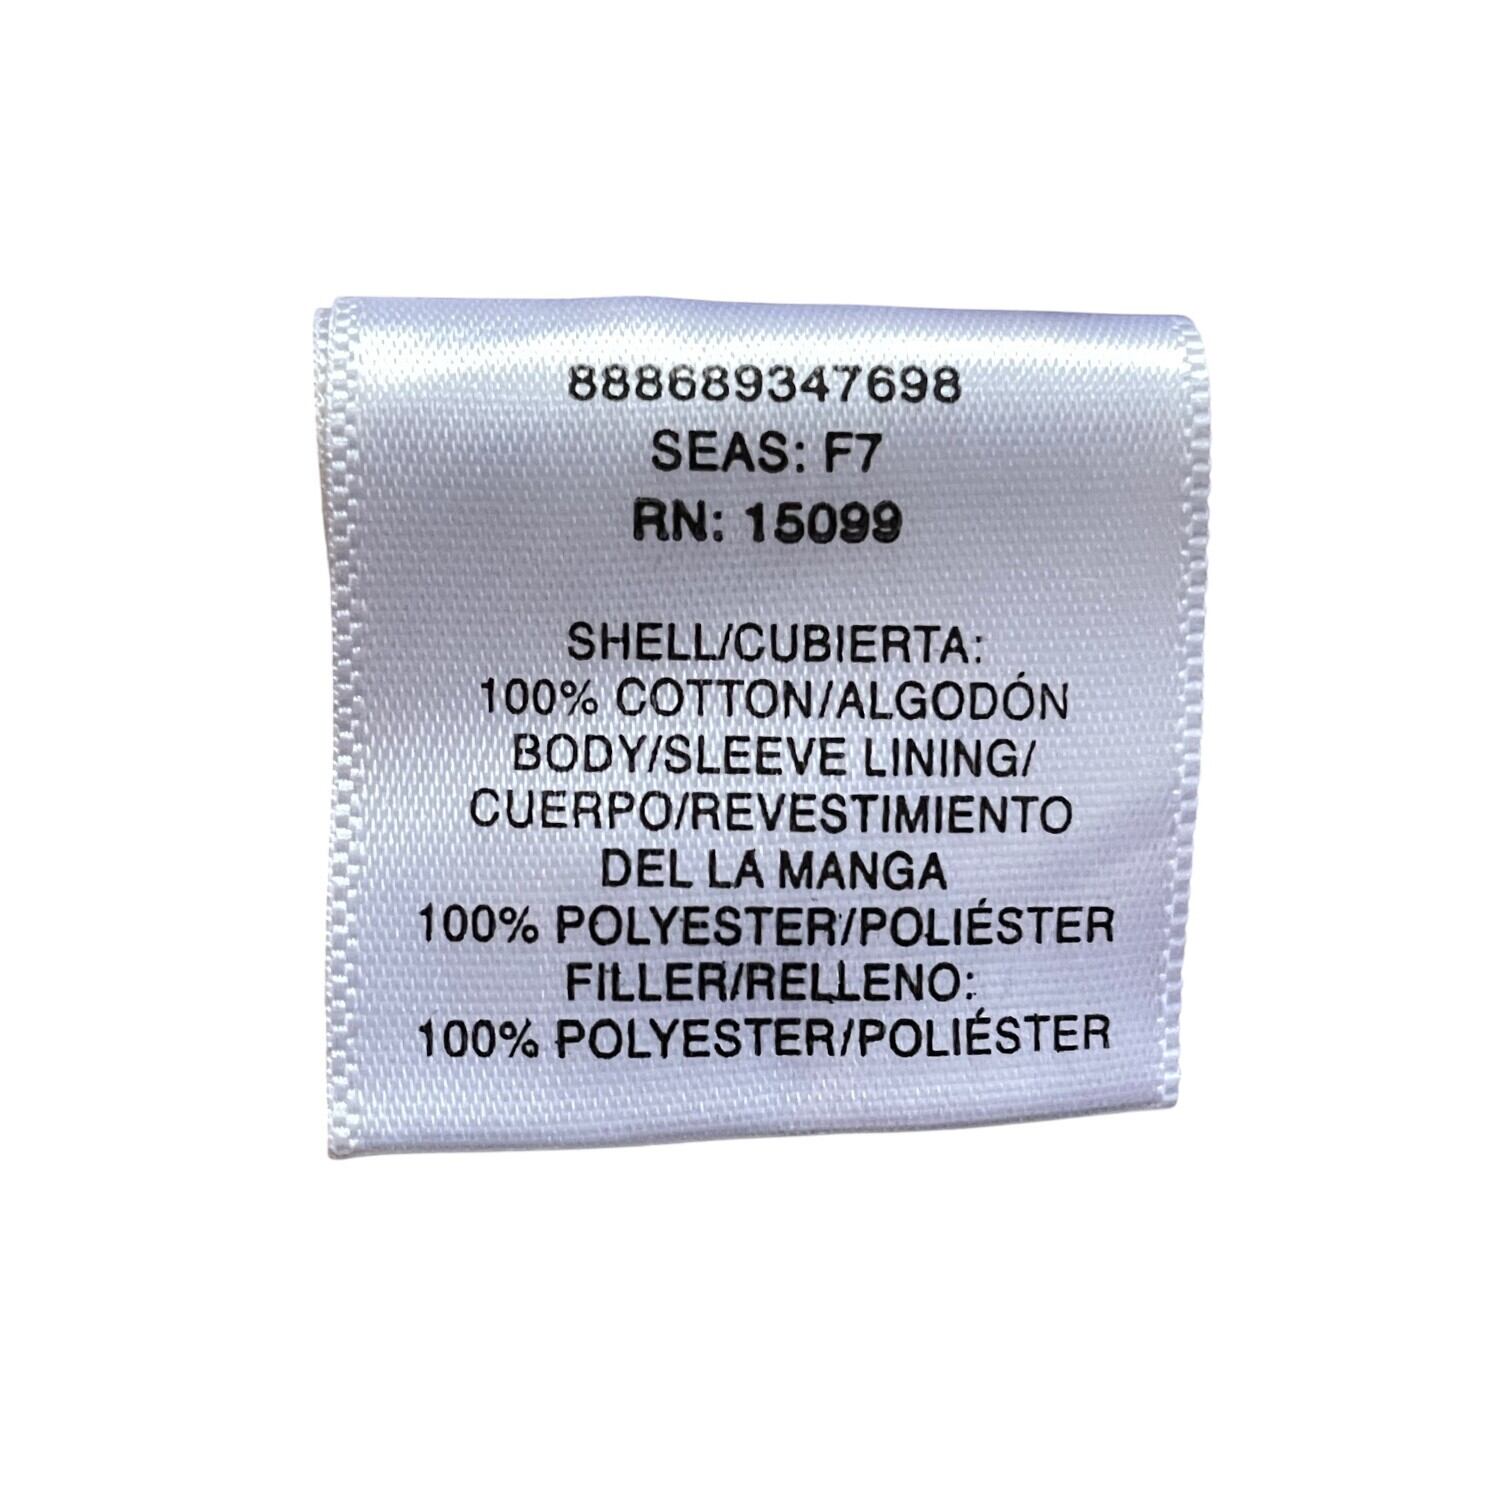 888689347698
SEAS: F7
RN: 15099
SHELL/CUBIERTA:
100% COTTON/ALGODÓN
BODY/SLEEVE LINING/
CUERPO/REVESTIMIENTO
DEL LA MANGA
100% POLYESTER/POLIÉSTER
FILLER/RELLENO:
100% POLYESTER/POLIÉSTER